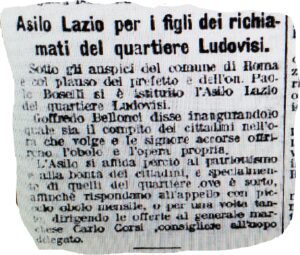 Asilo Lazio per i figli dei richia-
mati del quartiere Ludovisi.
Sotto gli auspici del comune di Roma
e col plauso del prefetto e dell'on. Pao-
lo Boselli si è istituito l'Asilo Lazio
del quartiere Ludovisi.
Goffredo Bellonci disse inaugurandolo
quale sia il compito dei cittadini nell'o-
ra che volge e le signore accorse offri-
rono l'obolo e l'opera propria.
L'Asilo si affida perciò al patriottismo
e alla bontà dei cittadini, e specialmen-
te di quelli del quartiere ove è sorto,
affinchè rispondano all'appello con pic-
colo obolo mensile, o per una volta tan-
to, dirigendo le offerte al generale mar-
chese Carlo Corsi, consigliere all'uopo
delegato.